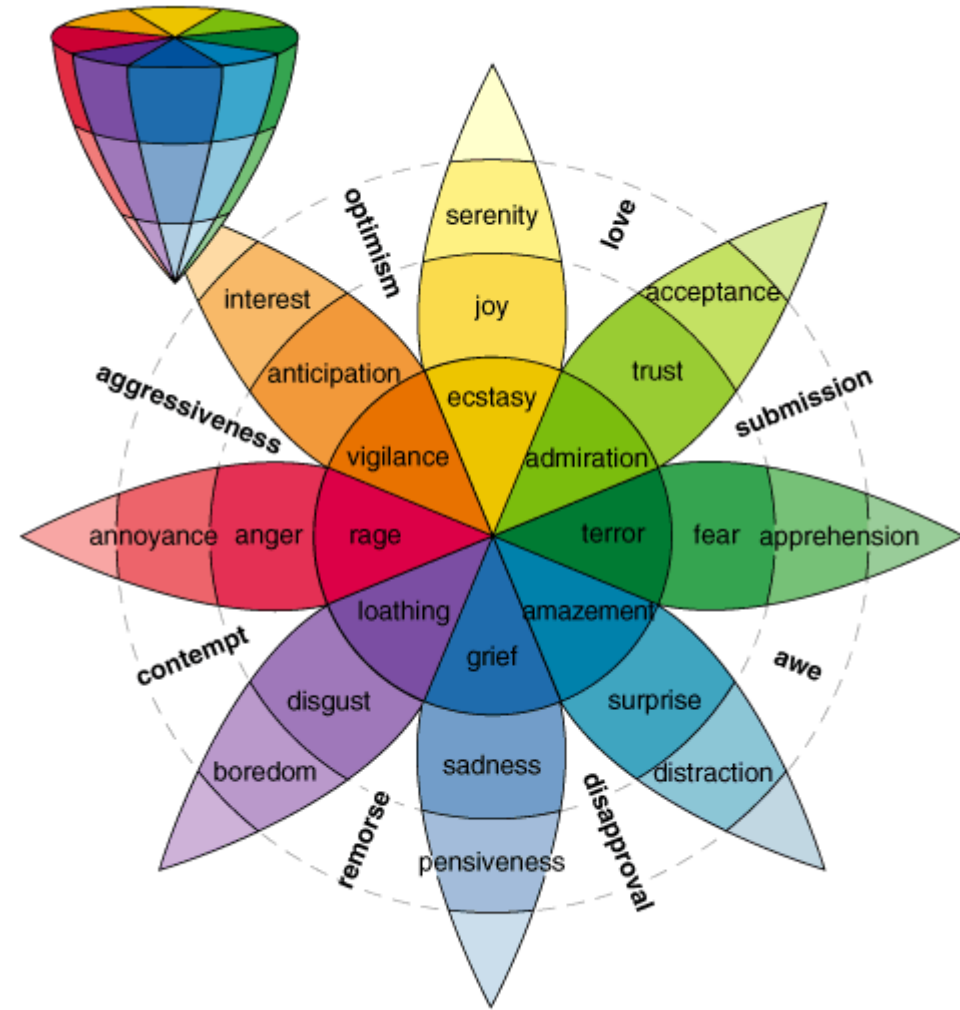 optimism
love
serenity
interest
acceptance
joy
anticipation
trust
aggressiveness
ecstasy
submission
vigilance
admiration
annoyance
anger
rage
terror
fear
apprehension
loathing
amazement
contempt
grief
awe
disgust
surprise
boredom
sadness
distraction
remorse
disapproval
pensiveness